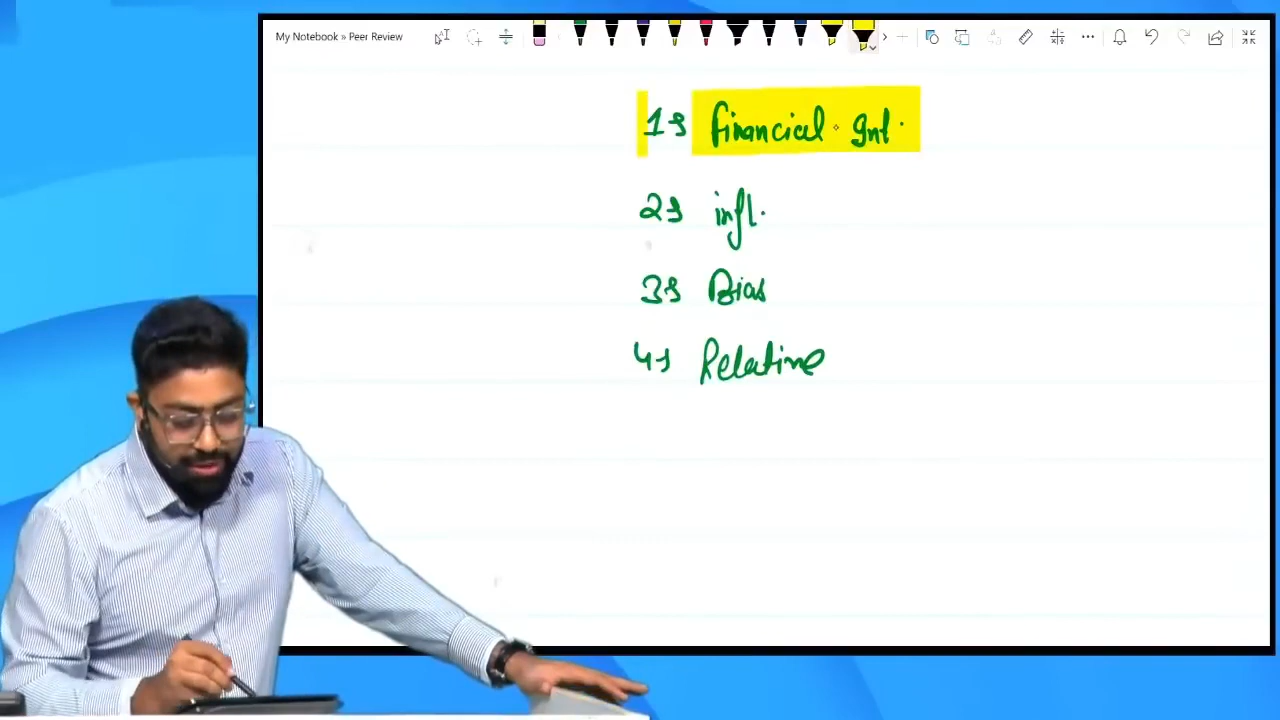 My Notebook » Peer Review
1) Financial Int.
2) infl.
3) Bias
4) Relative